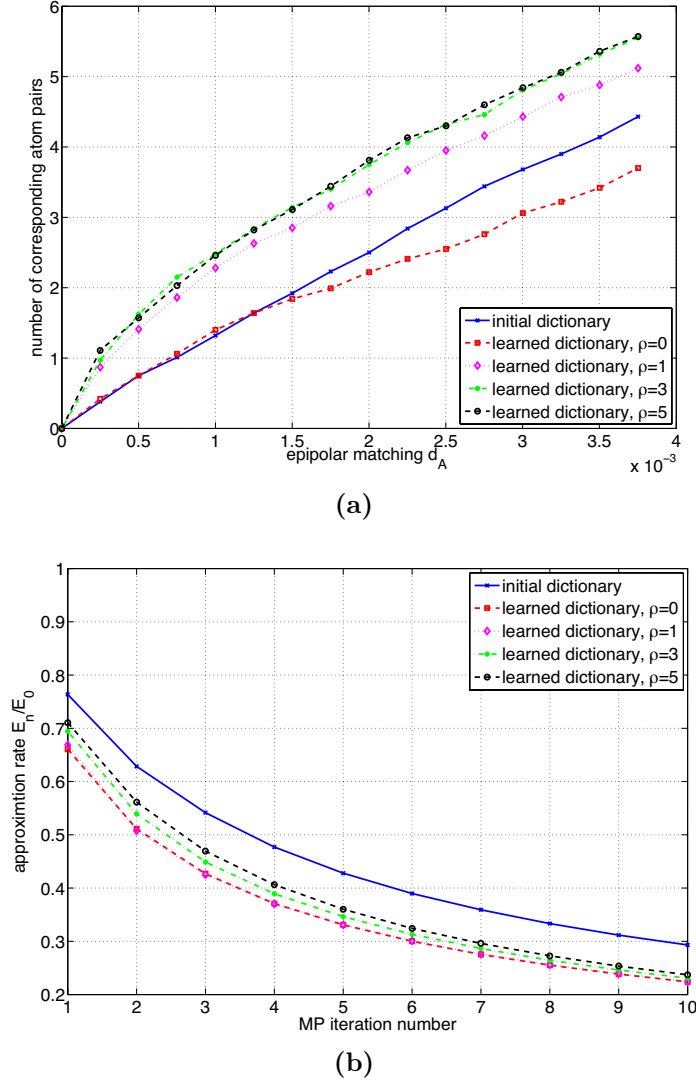 6
5
4
3
2
1
0
number of corresponding atom pairs
initial dictionary
learned dictionary, ρ=0
learned dictionary, ρ=1
learned dictionary, ρ=3
learned dictionary, ρ=5
0 0.5 1 1.5 2 2.5 3 3.5 4
epipolar matching d_A
x 10^-3
(a)
1
0.9
0.8
0.7
0.6
0.5
0.4
0.3
0.2
approximtion rate E_n/E_0
initial dictionary
learned dictionary, ρ=0
learned dictionary, ρ=1
learned dictionary, ρ=3
learned dictionary, ρ=5
1 2 3 4 5 6 7 8 9 10
MP iteration number
(b)